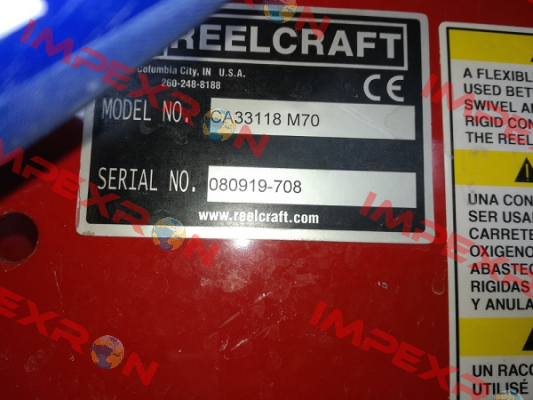 REELCRAFT
Columbia City, IN U.S.A.
260-248-8188
CE
MODEL NO. CA33118 M70
SERIAL NO. 080919-708
www.reelcraft.com
A FLEXIBLE
USED BET
SWIVEL A
RIGID CON
THE REEL
UNA CON
SER USA
CARRETE
OXIGENO
ABASTEC
RIGIDAS
Y ANULA
UN RACC
UTILISÉ
IMPEXRON
IMPEXRON
IMPEXRON
IMPEXRON